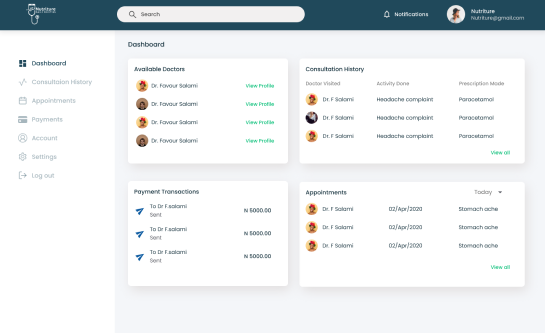 Nutriture
Search
Notifications
Nutriture
Nutriture@gmail.com
Dashboard
Consultaion History
Appointments
Payments
Account
Settings
Log out
Dashboard
Available Doctors
Dr. Favour Salami View Profile
Dr. Favour Salami View Profile
Dr. Favour Salami View Profile
Dr. Favour Salami View Profile
Consultation History
Doctor Visited Activity Done Prescription Mode
Dr. F Salami Headache complaint Paracetamol
Dr. F Salami Headache complaint Paracetamol
Dr. F Salami Headache complaint Paracetamol
View all
Payment Transactions
To Dr F.salami
Sent
N 5000.00
To Dr F.salami
Sent
N 5000.00
To Dr F.salami
Sent
N 5000.00
Appointments Today
Dr. F Salami 02/Apr/2020 Stomach ache
Dr. F Salami 02/Apr/2020 Stomach ache
Dr. F Salami 02/Apr/2020 Stomach ache
View all